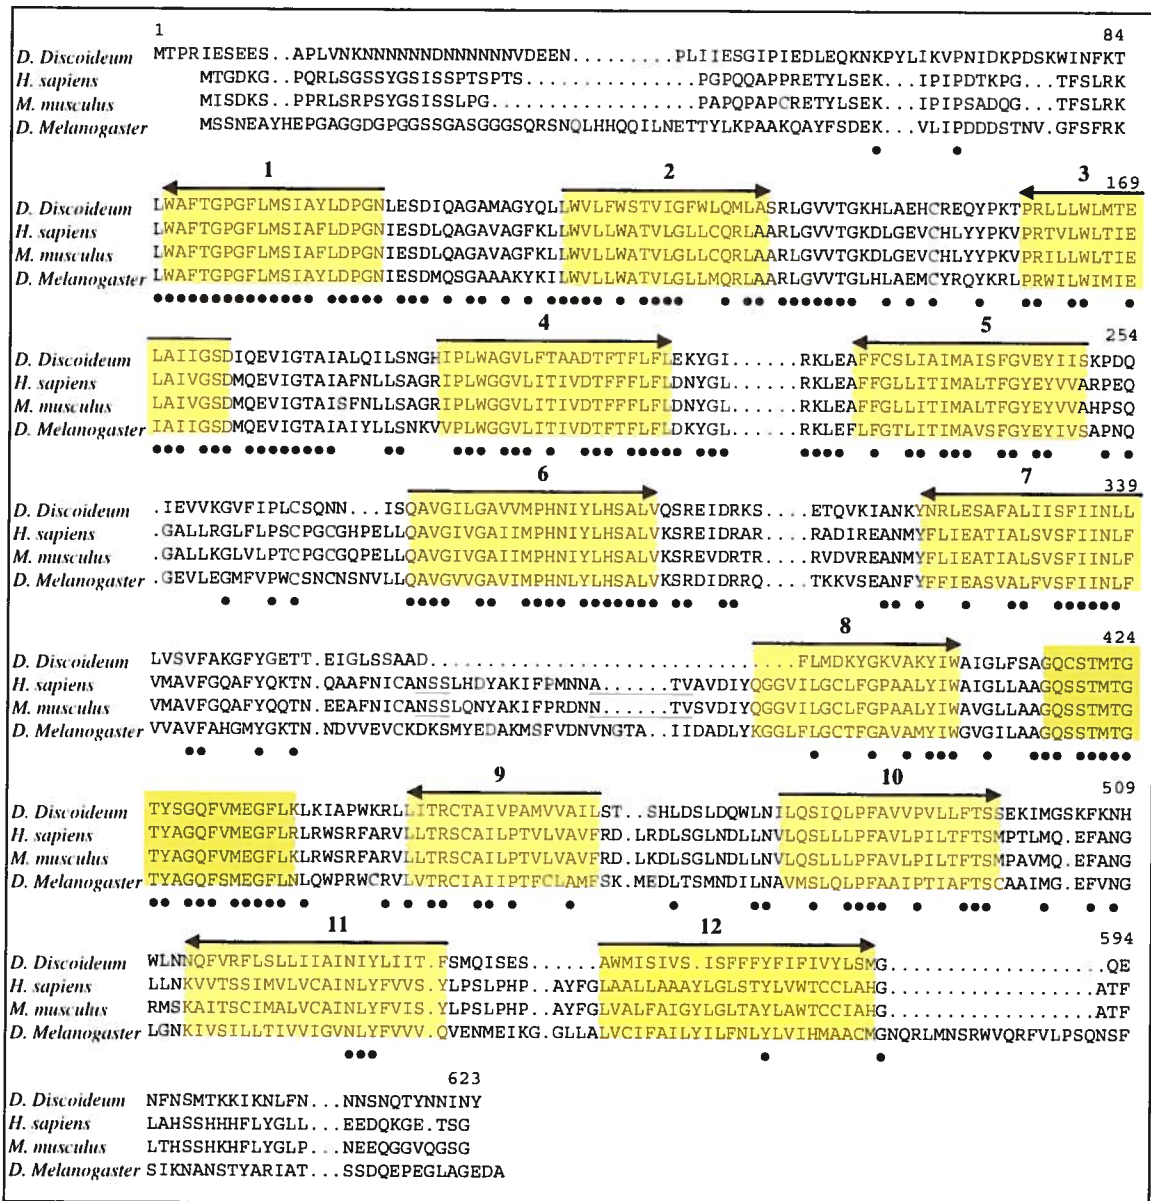 1 84
D. Discoideum MTPRIESEES..APLVNKNNNNNNDNNNNNNVDEEN.........PLIIESGIPIEDLEQKNKPYLIKVPNIDKPDSKWINFKT
H. sapiens MTGDKG..PQRLSGSSYGSISSPTSPTS.............PGPQQAPPRETYLSEK...IPIPDTKPG...TFSLRK
M. musculus MISDKS..PPRLSRPSYGSISSLPG................PAPQPAPCRETYLSEK...IPIPSADQG...TFSLRK
D. Melanogaster MSSNEAYHEPGAGGDGPGGSSGASGGGSQRSNQLHHQQILNETTYLKPAAKQAYFSDEK...VLIPDDDSTNV.GFSFRK
1 2 3 169
D. Discoideum LWAFTGPGFLMSIAYLDPGNLESDIQAGAMAGYQLLWVLFWSTVIGFWLQMLASRLGVVTGKHLAEHCREQYPKTPRLLLWLMTE
H. sapiens LWAFTGPGFLMSIAYLDPGNIESDLQAGAVAGFKLLWVLLWATVLGLLCQRLAARLGVVTGKDLGEVCHLYYPKVPRTVLWLTIE
M. musculus LWAFTGPGFLMSIAYLDPGNIESDLQAGAVAGFKLLWVLLWATVLGLLCQRLAARLGVVTGKDLGEVCHLYYPKVPRILLWLTIE
D. Melanogaster LWAFTGPGFLMSIAYLDPGNIESDMQSGAAAKYKILWVLLWATVLGLLMQRLAARLGVVTGLHLAEMCYRQYKRLPRWILWIMIE
4 5 254
D. Discoideum LAIIGSDIQEVIGTAIALQILSNGHIPLWAGVLFTAADTFTFLFLEKYGI......RKLEAFFCSLIAIMAISFGVEYIISKPDQ
H. sapiens LAIVGSDMQEVIGTAIAFNLLSAGRIPLWGGVLITIVDTFFFLFLDNYGL......RKLEAFFGLLITIMALTFGYEYVVARPEQ
M. musculus LAIVGSDMQEVIGTAISFNLLSAGRIPLWGGVLITIVDTFFFLFLDNYGL......RKLEAFFGLLITIMALTFGYEYVVAHPSQ
D. Melanogaster IAIIGSDMQEVIGTAIAIYLLSNKVVPLWGGVLITIVDTFTFLFLDKYGL......RKLEFLFGTLITIMAVSFGYEYIVSAPNQ
6 7 339
D. Discoideum .IEVVKGVFIPLCSQNN...ISQAVGILGAVVMPHNIYLHSALVQSREIDRKS....ETQVKIANKYNRLESAFALIISFIINLL
H. sapiens .GALLRGLFLPSCPGCGHPELLQAVGIVGAIIMPHNIYLHSALVKSREIDRAR....RADIREANMYFLIEATIALSVSFIINLF
M. musculus .GALLKGLVLPTCPGCGQPELLQAVGIVGAIIMPHNIYLHSALVKSREVDRTR....RVDVREANMYFLIEATIALSVSFIINLF
D. Melanogaster .GEVLEGMFVPWCSNCNSNVLLQAVGVVGAVIMPHNLYLHSALVKSRDIDRRQ....TKKVSEANFYFFIEASVALFVSFIINLF
8 424
D. Discoideum LVSVFAKGFYGETT.EIGLSSAAD................................FLMDKYGKVAKYIWAIGLFSAGQCSTMTG
H. sapiens VMAVFGQAFYQKTN.QAAFNICANSSLHDYAKIFPMNNA......TVAVDIYQGGVILGCLFGPAALYIWAIGLLAAGQSSTMTG
M. musculus VMAVFGQAFYQQTN.EEAFNICANSSLQNYAKIFPRDNN......TVSVDIYQGGVILGCLFGPAALYIWAVGLLAAGQSSTMTG
D. Melanogaster VVAVFAHGMYGKTN.NDVVEVCKDKSMYEDAKMSFVDNVNGTA..IIDADLYKGGLFLGCTFGAVAMYIWGVGILAAGQSSTMTG
9 10 509
D. Discoideum TYSGQFVMEGFLKLKIAPWKRLLITRCTAIVPAMVVAILST..SHLDSLDQWLNILQSIQLPFAVVPVLLFTSSEKIMGSKFKNH
H. sapiens TYAGQFVMEGFLRLRWSRFARVLLTRSCAILPTVLVAVFRD.LRDLSGLNDLLNVLQSLLLPFAVLPILTFTSMPTLMQ.EFANG
M. musculus TYAGQFVMEGFLKLRWSRFARVLLTRSCAILPTVLVAVFRD.LKDLSGLNDLLNVLQSLLLPFAVLPILTFTSMPAVMQ.EFANG
D. Melanogaster TYAGQFSMEGFLNLQWPRWCRVLVTRCIAIIPTFCLAMFSK.MEDLTSMNDILNAVMSLQLPFAAIPTIAFTSCAAIMG.EFVNG
11 12 594
D. Discoideum WLNNQFVRFLSLLIIAINIYLIIT.FSMQISES......AWMISIVS.ISFFFYFIFIVYLSMG...................QE
H. sapiens LLNKVVTSSIMVLVCAINLYFVVS.YLPSLPHP..AYFGLAALLAAAYLGLSTYLVWTCCLAHG..................ATF
M. musculus RMSKAITSCIMALVCAINLYFVIS.YLPSLPHP..AYFGLVALFAIGYLGLTAYLAWTCCIAHG..................ATF
D. Melanogaster LGNKIVSILLTIVVIGVNLYFVVV.QVENMEIKG.GLLALVCIFAILYILFNLYLVIHMAACMGNQRLMNSRWVQRFVLPSQNSF
623
D. Discoideum NFNSMTKKIKNLFN...NNSNQTYNNINY
H. sapiens LAHSSHHHFLYGLL...EEDQKGE.TSG
M. musculus LTHSSHKHFLYGLP...NEEQGGVQGSG
D. Melanogaster SIKNANSTYARIAT...SSDQEPEGLAGEDA